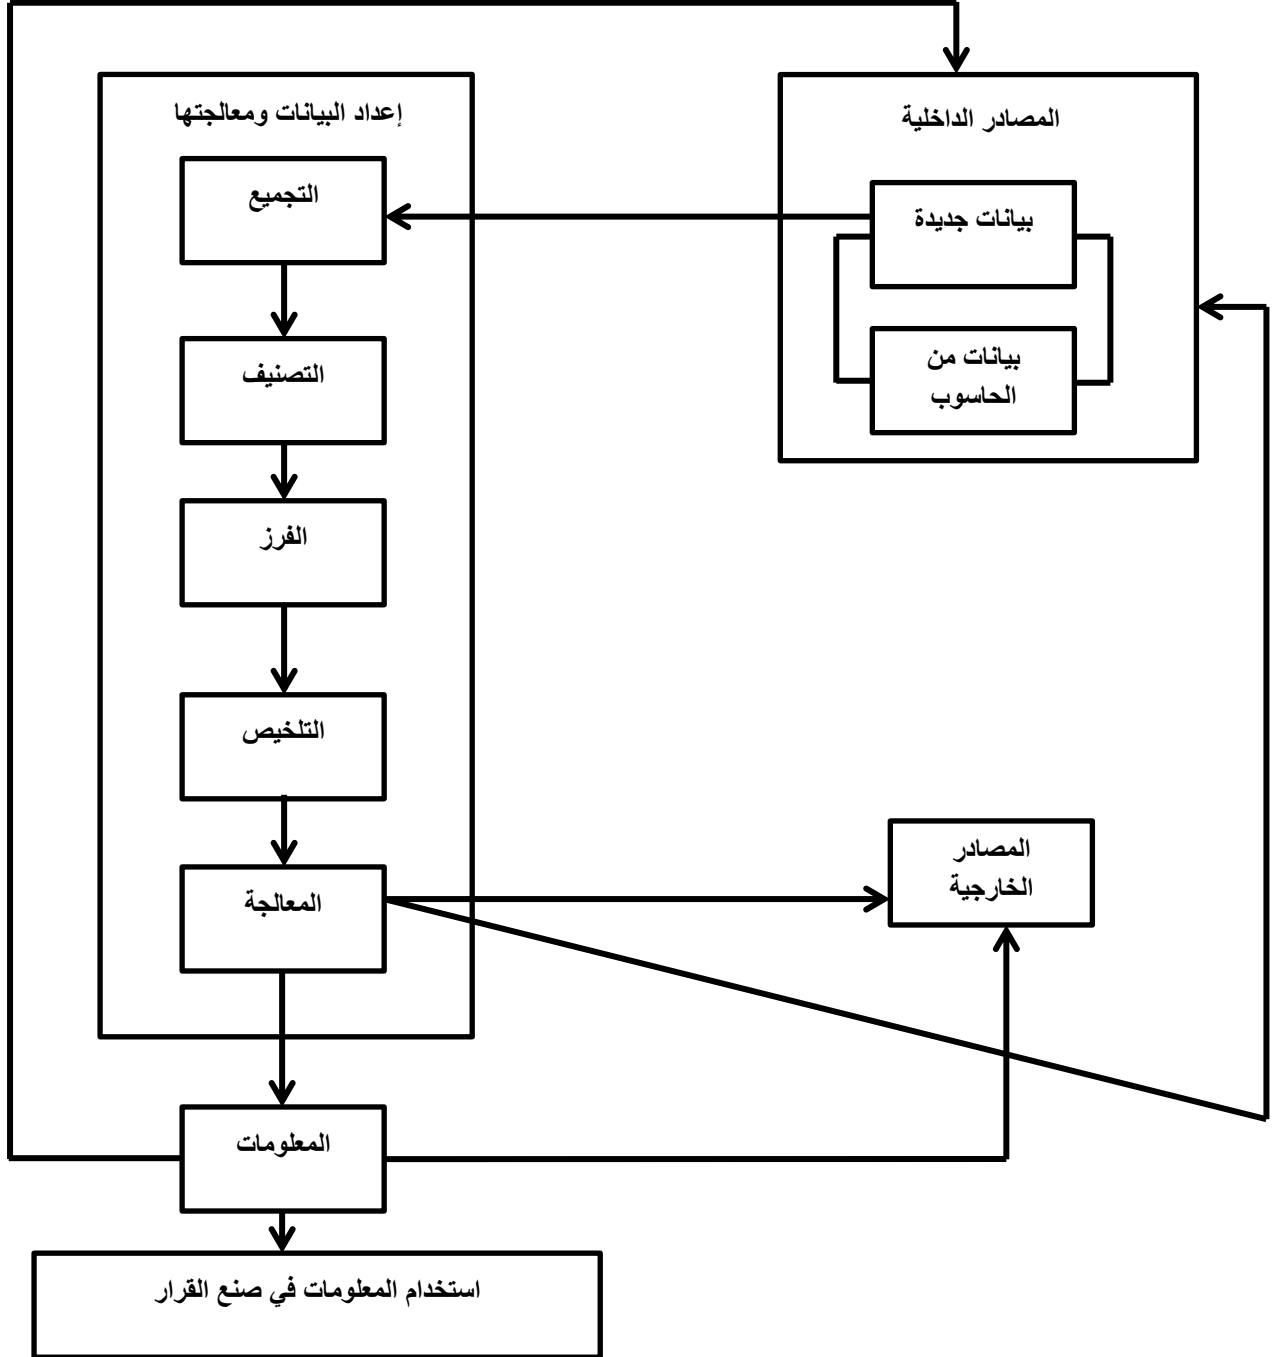 المصادر الداخلية
بيانات جديدة
بيانات من
الحاسوب
إعداد البيانات ومعالجتها
التجميع
التصنيف
الفرز
التلخيص
المعالجة
المصادر
الخارجية
المعلومات
استخدام المعلومات في صنع القرار